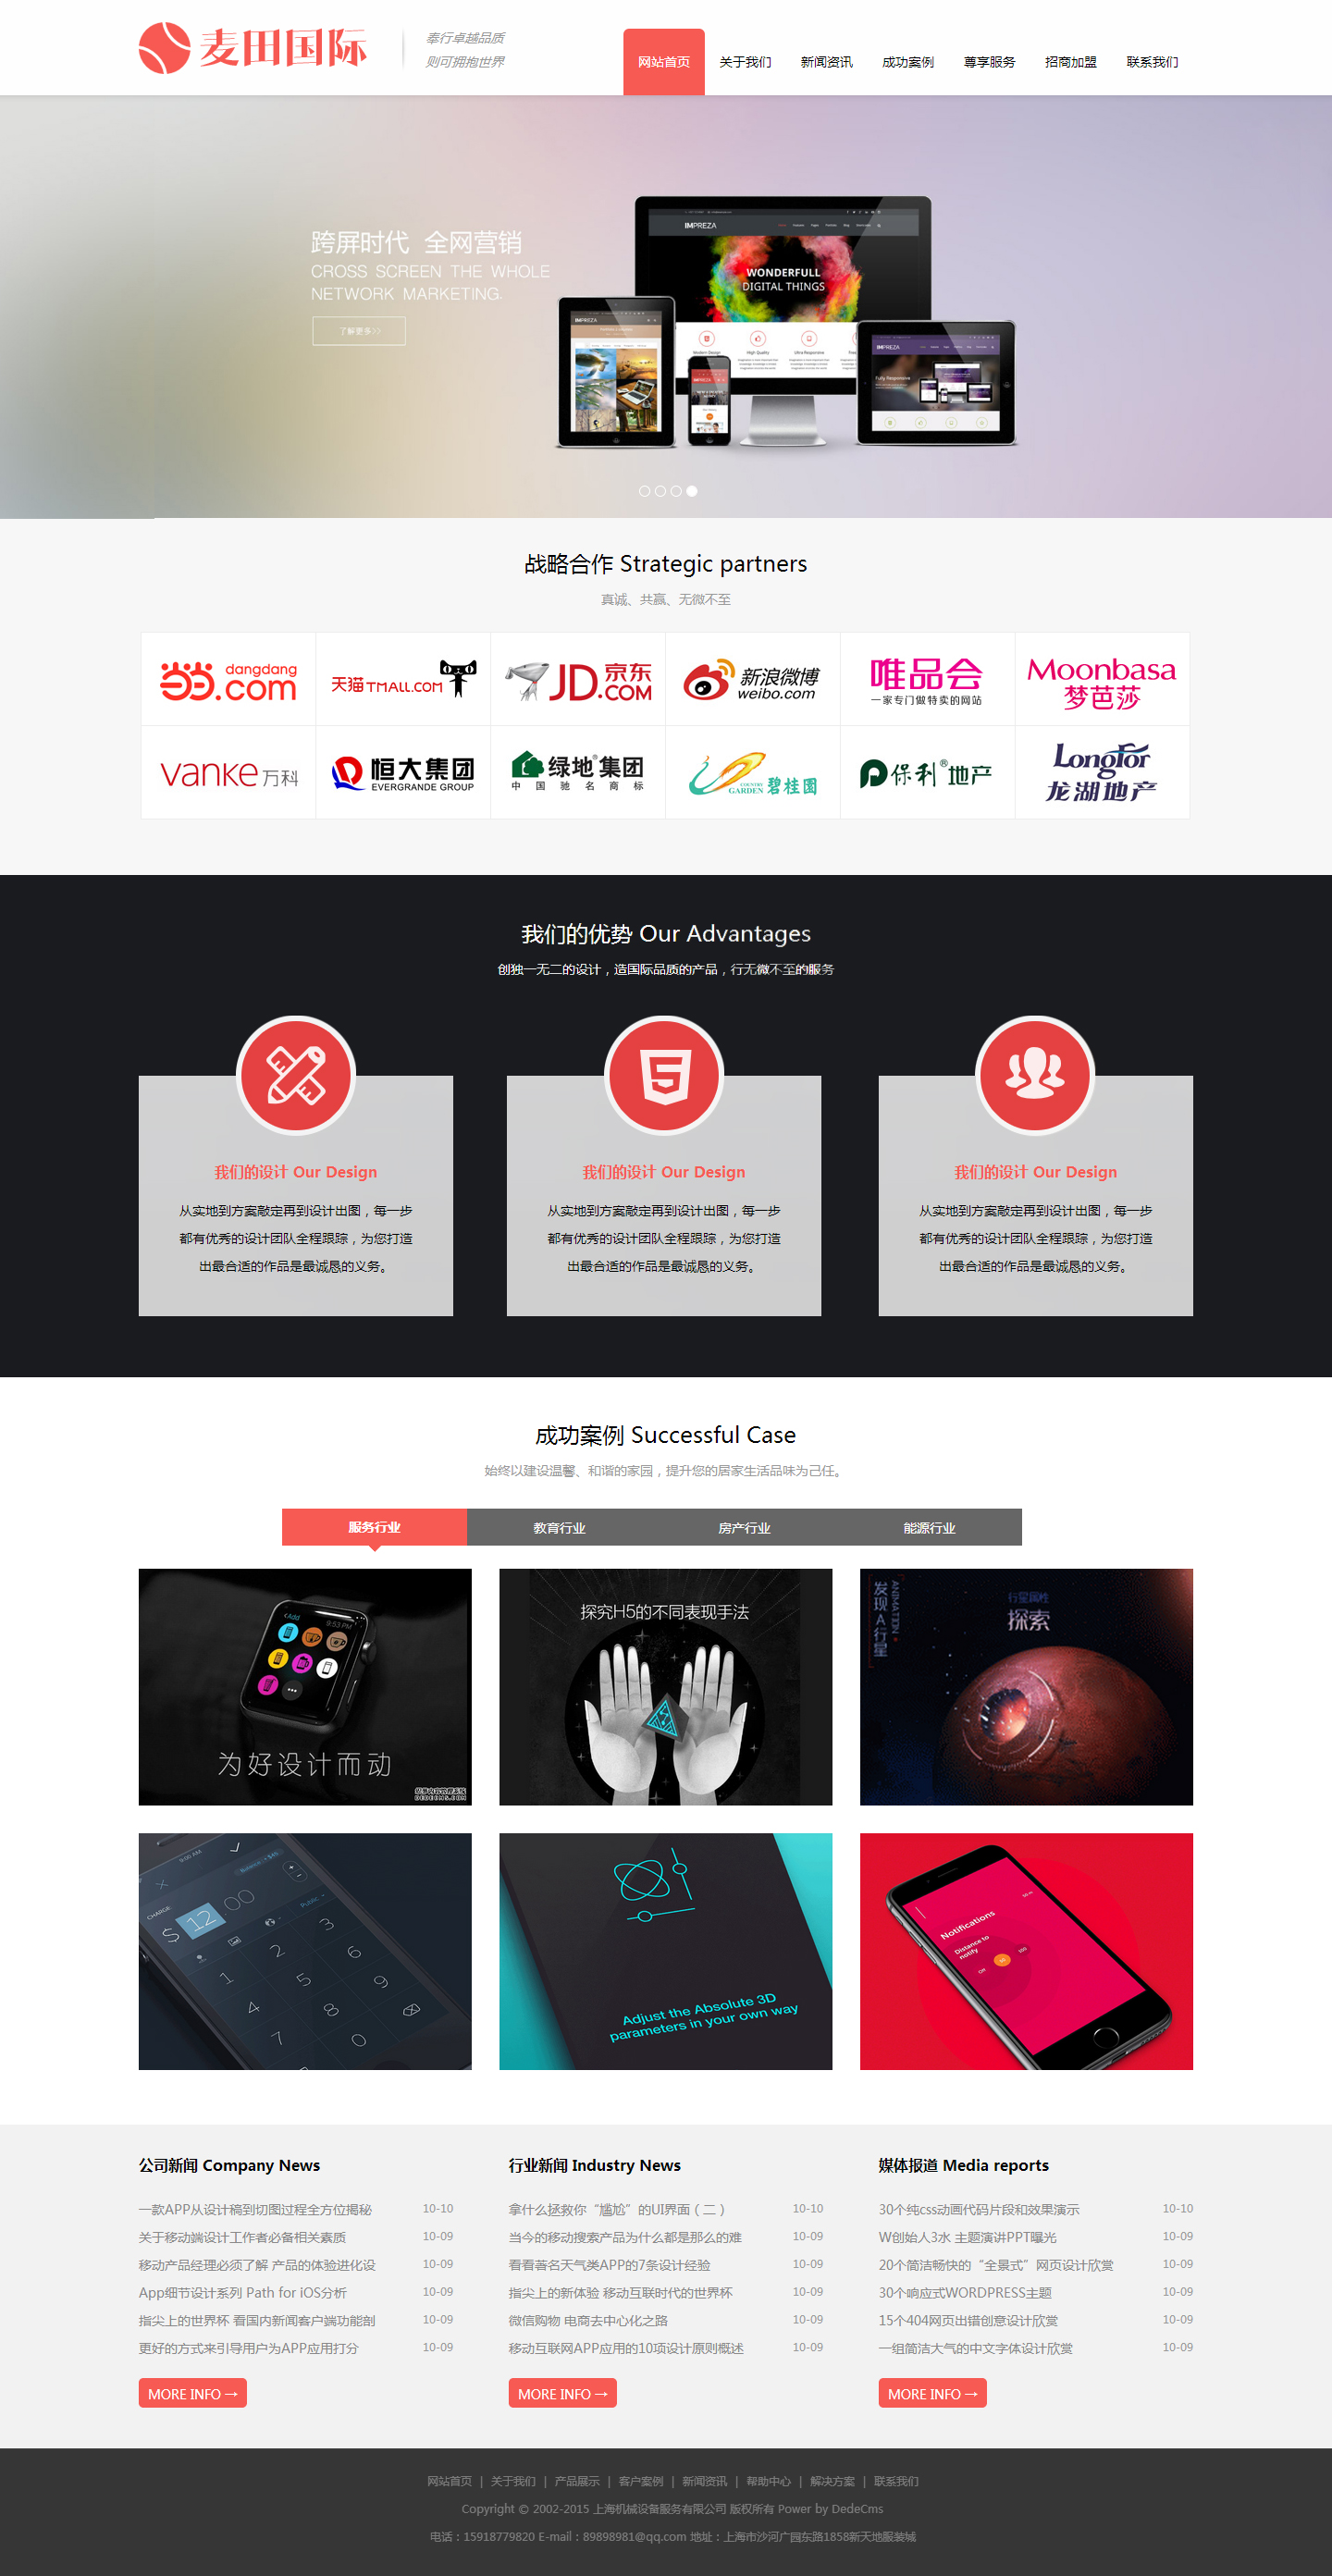 麦田国际
奉行卓越品质
则可拥抱世界
网站首页 关于我们 新闻资讯 成功案例 尊享服务 招商加盟 联系我们
跨屏时代 全网营销
CROSS SCREEN THE WHOLE
NETWORK MARKETING.
了解更多>>
IMPREZA
WONDERFULL
DIGITAL THINGS
Modern Design High Quality Ultra Responsive
IMPREZA
IMPREZA
Fully Responsive
战略合作 Strategic partners
真诚、共赢、无微不至
当当 dangdang .com
天猫 TMALL.COM
JD.COM 京东
新浪微博 weibo.com
唯品会
一家专门做特卖的网站
Moonbasa
梦芭莎
vanke 万科
恒大集团
EVERGRANDE GROUP
绿地®集团
中国驰名商标
COUNTRY GARDEN 碧桂園
保利®地产
Longfor
龙湖地产
我们的优势 Our Advantages
创独一无二的设计，造国际品质的产品，行无微不至的服务
我们的设计 Our Design
从实地到方案敲定再到设计出图，每一步
都有优秀的设计团队全程跟踪，为您打造
出最合适的作品是最诚恳的义务。
我们的设计 Our Design
从实地到方案敲定再到设计出图，每一步
都有优秀的设计团队全程跟踪，为您打造
出最合适的作品是最诚恳的义务。
我们的设计 Our Design
从实地到方案敲定再到设计出图，每一步
都有优秀的设计团队全程跟踪，为您打造
出最合适的作品是最诚恳的义务。
成功案例 Successful Case
始终以建设温馨、和谐的家园，提升您的居家生活品味为己任。
服务行业 教育行业 房产行业 能源行业
<Add
9:53 PM
为好设计而动
DEDECMS.COM
探究H5的不同表现手法
发现A行星
ANIMATION
行星属性
探索
9:00 AM
CHARGE
$ 12.00
Public
1 2 3
4 5 6
7 8 9
0
Adjust the Absolute 3D
parameters in your own way
Notifications
Distance to
notify
Off 50 100
公司新闻 Company News
一款APP从设计稿到切图过程全方位揭秘 10-10
关于移动端设计工作者必备相关素质 10-09
移动产品经理必须了解 产品的体验进化设 10-09
App细节设计系列 Path for iOS分析 10-09
指尖上的世界杯 看国内新闻客户端功能剖 10-09
更好的方式来引导用户为APP应用打分 10-09
MORE INFO →
行业新闻 Industry News
拿什么拯救你“尴尬”的UI界面（二） 10-10
当今的移动搜索产品为什么都是那么的难 10-09
看看著名天气类APP的7条设计经验 10-09
指尖上的新体验 移动互联时代的世界杯 10-09
微信购物 电商去中心化之路 10-09
移动互联网APP应用的10项设计原则概述 10-09
MORE INFO →
媒体报道 Media reports
30个纯css动画代码片段和效果演示 10-10
W创始人3水 主题演讲PPT曝光 10-09
20个简洁畅快的“全景式”网页设计欣赏 10-09
30个响应式WORDPRESS主题 10-09
15个404网页出错创意设计欣赏 10-09
一组简洁大气的中文字体设计欣赏 10-09
MORE INFO →
网站首页 | 关于我们 | 产品展示 | 客户案例 | 新闻资讯 | 帮助中心 | 解决方案 | 联系我们
Copyright © 2002-2015 上海机械设备服务有限公司 版权所有 Power by DedeCms
电话：15918779820 E-mail：89898981@qq.com 地址：上海市沙河广园东路1858新天地服装城